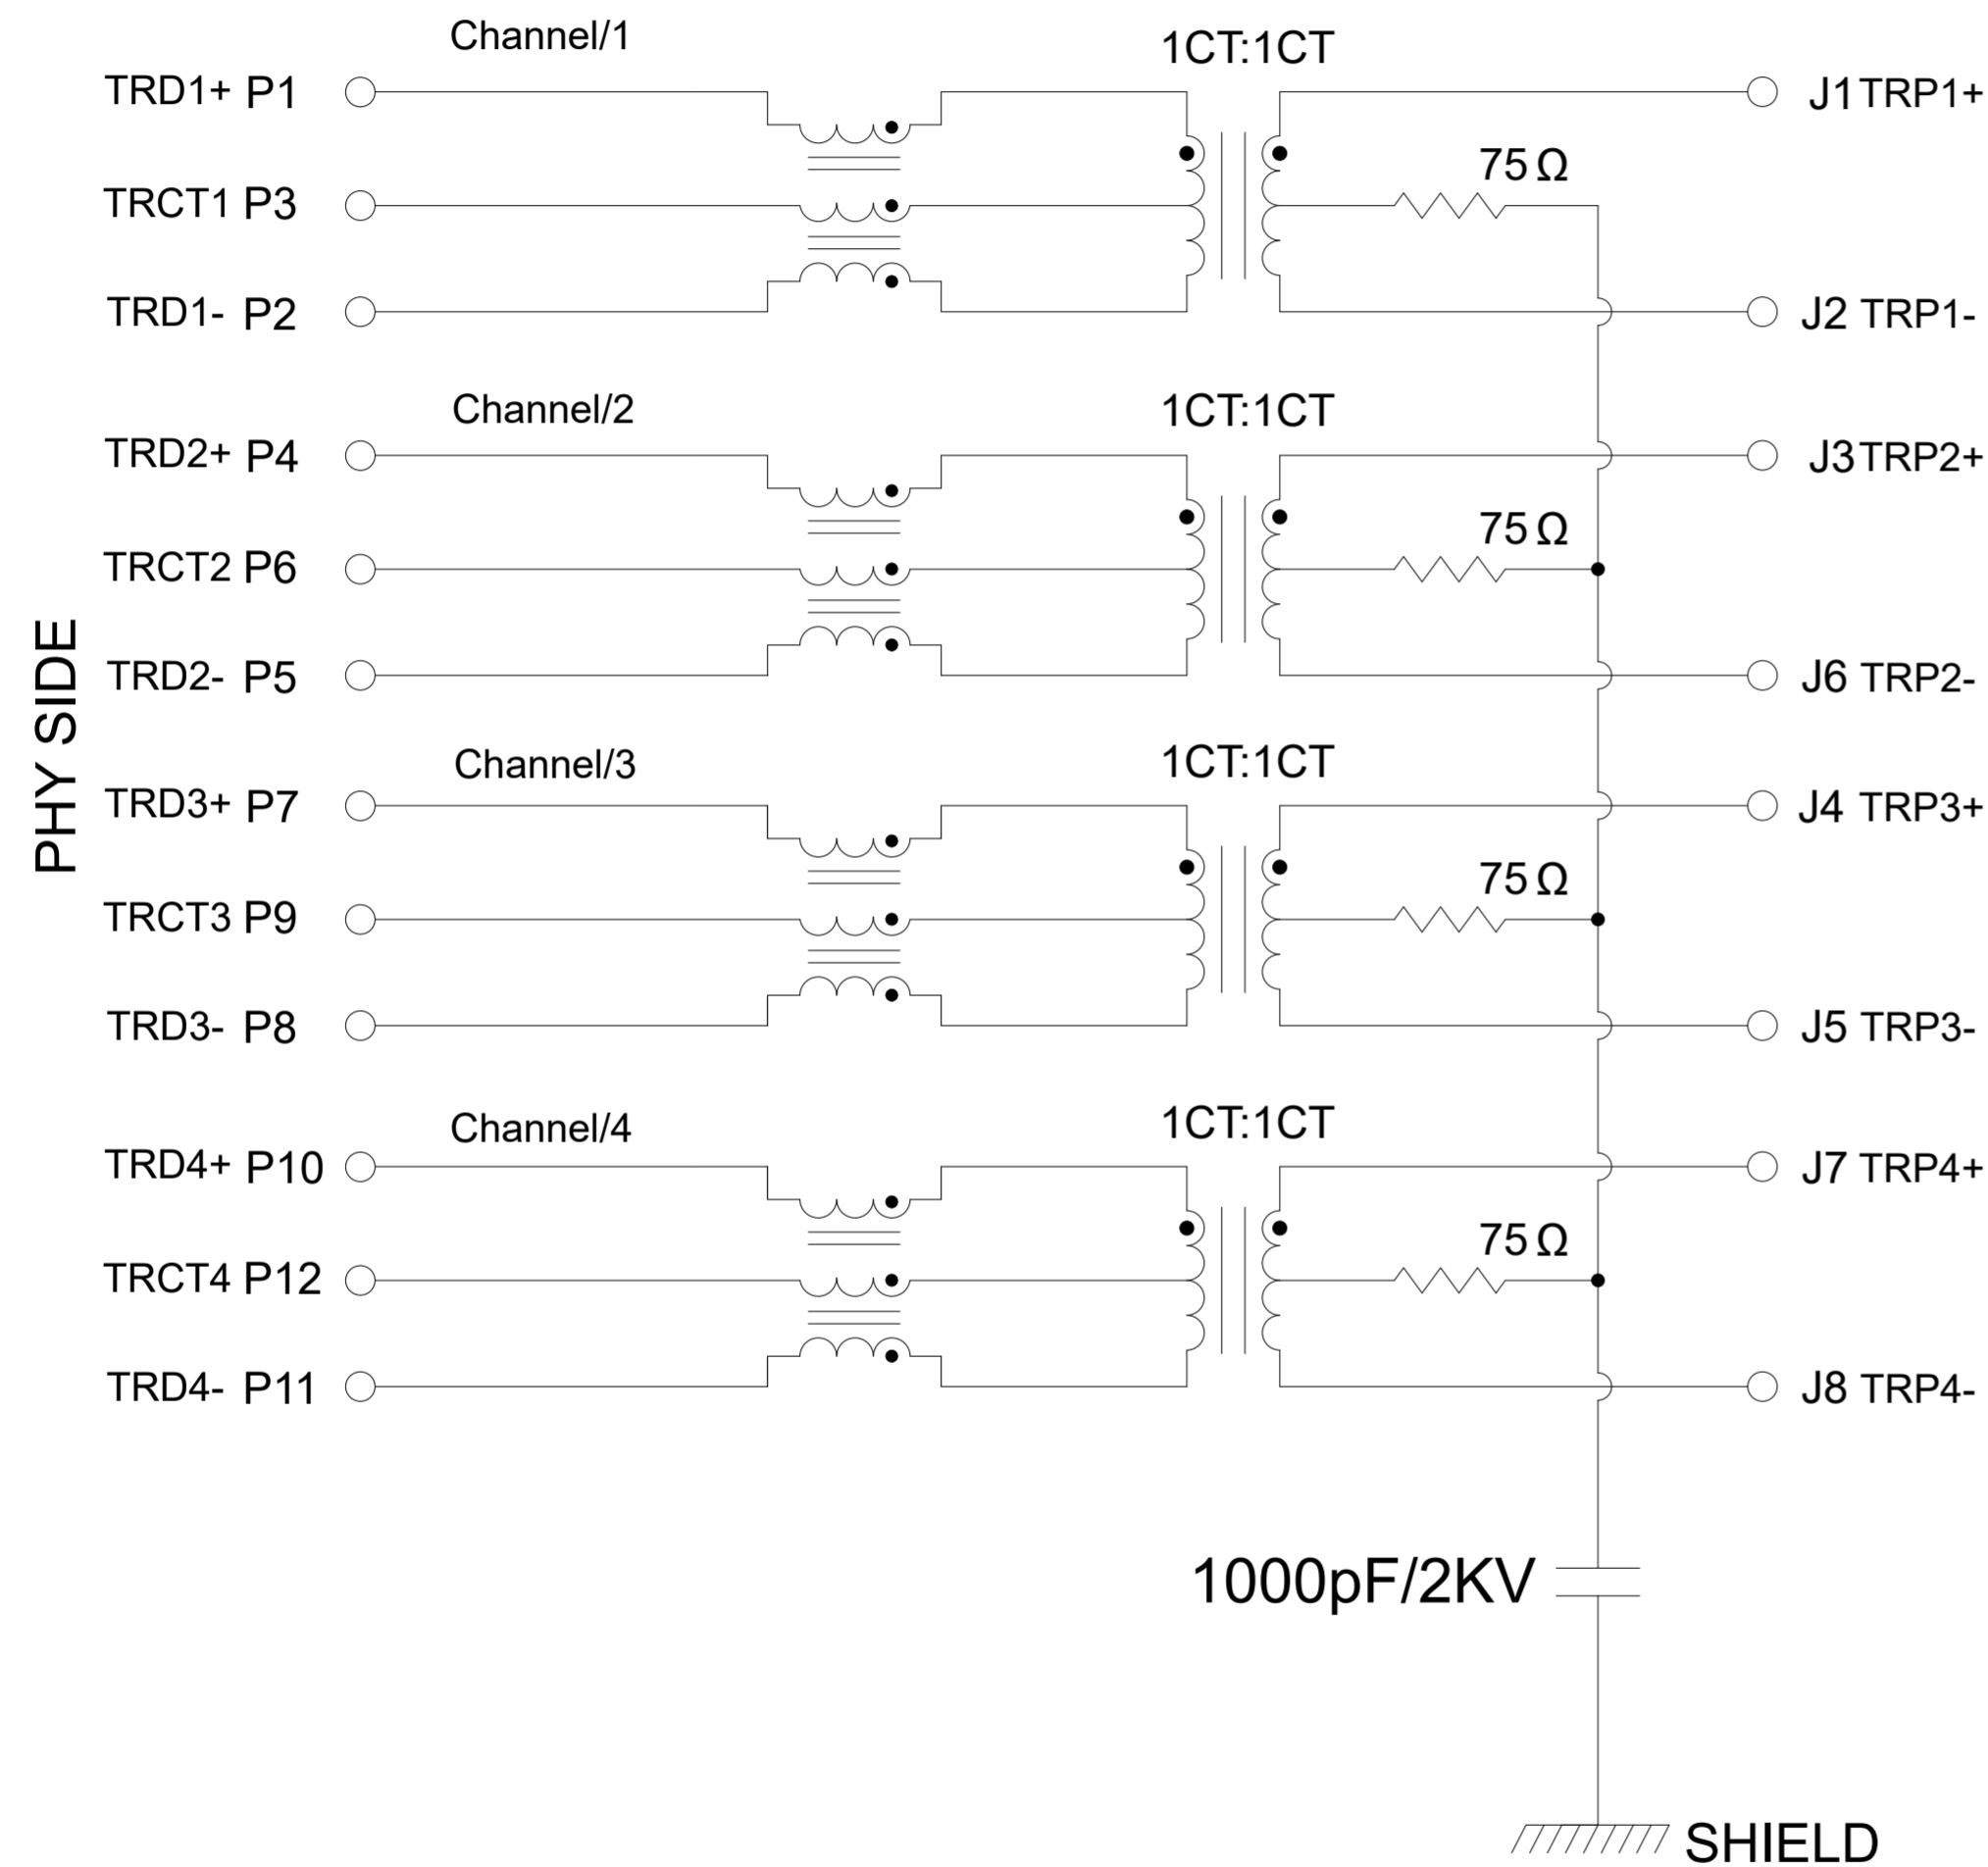 Channel/1
1CT:1CT
TRD1+ P1
J1 TRP1+
75 Ω
TRCT1 P3
TRD1- P2
J2 TRP1-
Channel/2
1CT:1CT
TRD2+ P4
J3 TRP2+
75 Ω
TRCT2 P6
TRD2- P5
J6 TRP2-
PHY SIDE
Channel/3
1CT:1CT
TRD3+ P7
J4 TRP3+
75 Ω
TRCT3 P9
TRD3- P8
J5 TRP3-
Channel/4
1CT:1CT
TRD4+ P10
J7 TRP4+
75 Ω
TRCT4 P12
TRD4- P11
J8 TRP4-
1000pF/2KV
SHIELD